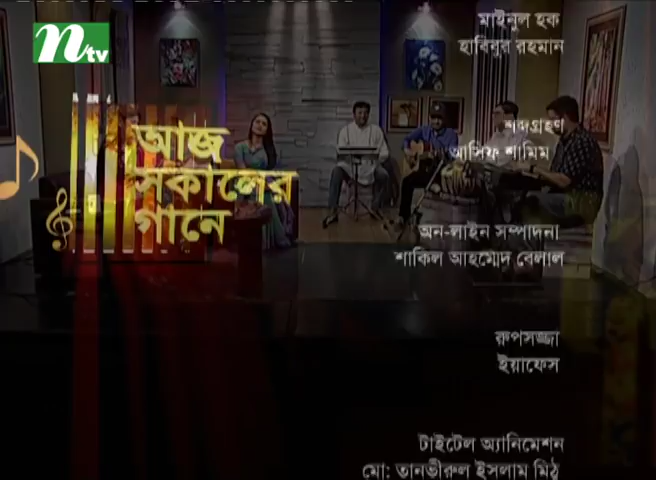 ntv
আজ
সকালের
গানে
মাইনুল হক
হাবিবুর রহমান
শব্দগ্রহণ
আসিফ শামিম
অন-লাইন সম্পাদনা
শাকিল আহম্মেদ বেলাল
রুপসজ্জা
ইয়াফেস
টাইটেল অ্যানিমেশন
মো: তানভীরুল ইসলাম মিঠু